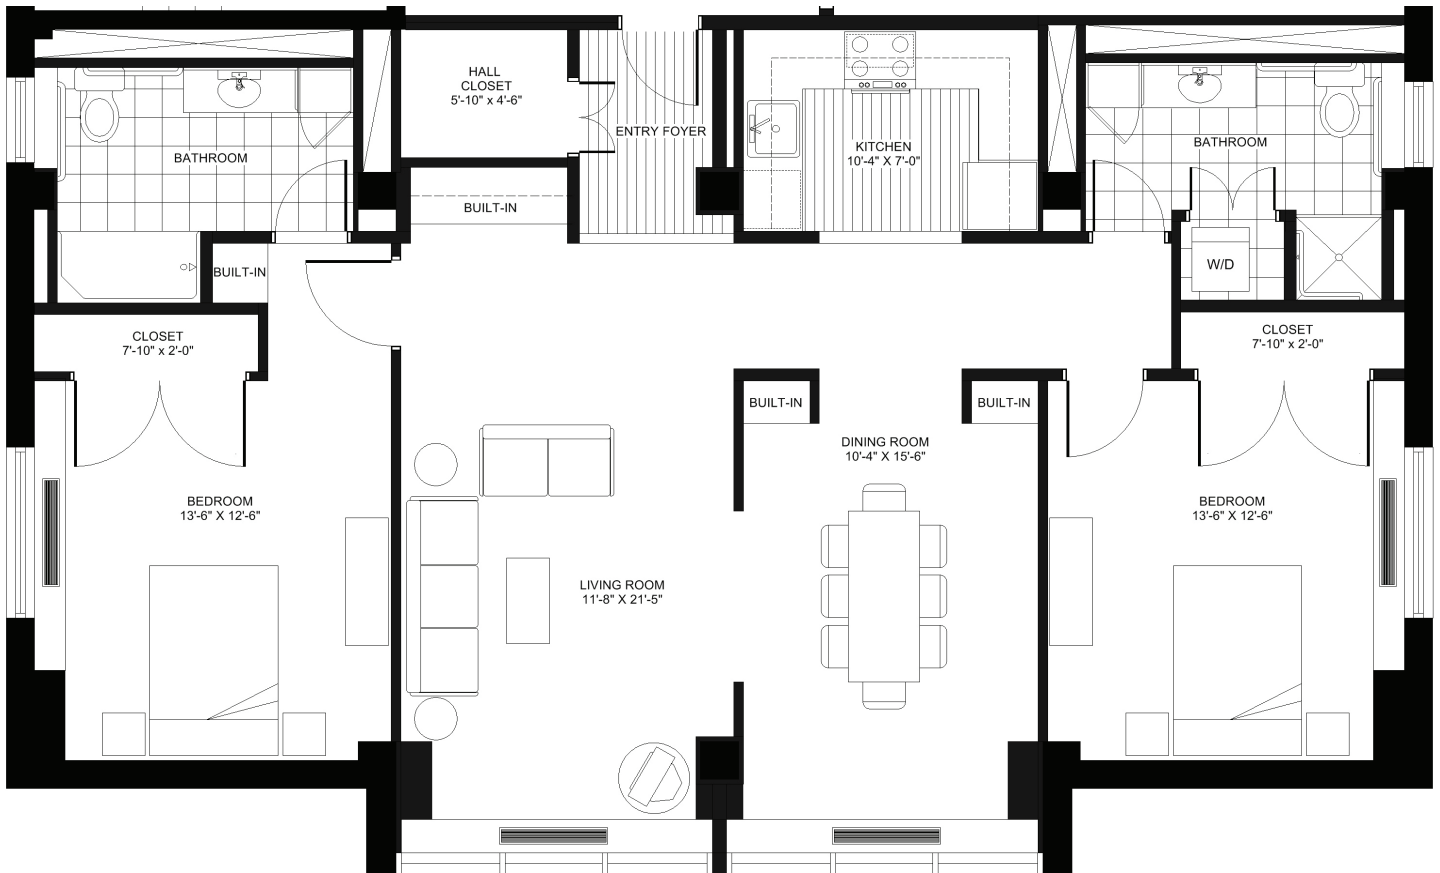 HALL
CLOSET
5'-10" x 4'-6"
ENTRY FOYER
KITCHEN
10'-4" X 7'-0"
BATHROOM
BATHROOM
BUILT-IN
BUILT-IN
W/D
CLOSET
7'-10" x 2'-0"
CLOSET
7'-10" x 2'-0"
BUILT-IN
BUILT-IN
DINING ROOM
10'-4" X 15'-6"
BEDROOM
13'-6" X 12'-6"
BEDROOM
13'-6" X 12'-6"
LIVING ROOM
11'-8" X 21'-5"